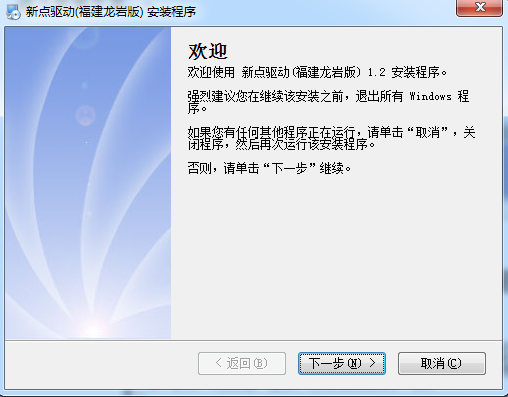 新点驱动(福建龙岩版) 安装程序
欢迎
欢迎使用 新点驱动(福建龙岩版) 1.2 安装程序。
强烈建议您在继续该安装之前，退出所有 Windows 程
序。
如果您有任何其他程序正在运行，请单击“取消”，关
闭程序，然后再次运行该安装程序。
否则，请单击“下一步”继续。
< 返回(B)
下一步(N) >
取消(C)